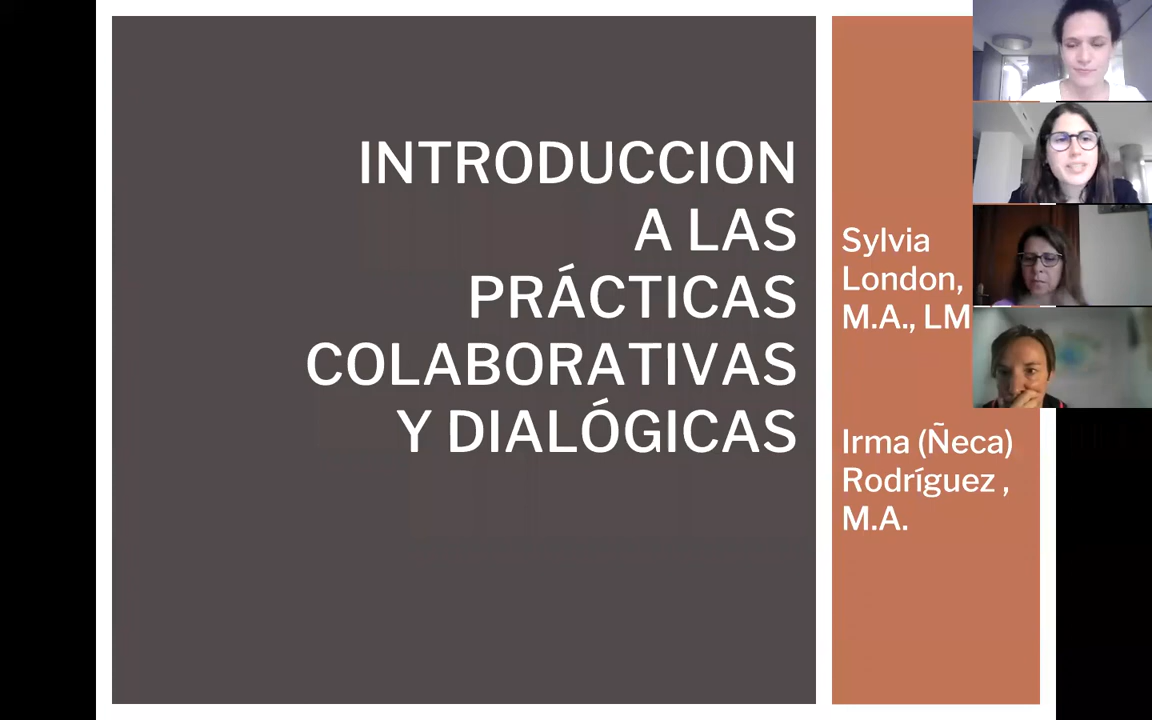 INTRODUCCION
A LAS
PRÁCTICAS
COLABORATIVAS
Y DIALÓGICAS
Sylvia
London,
M.A., LM
Irma (Ñeca)
Rodríguez ,
M.A.